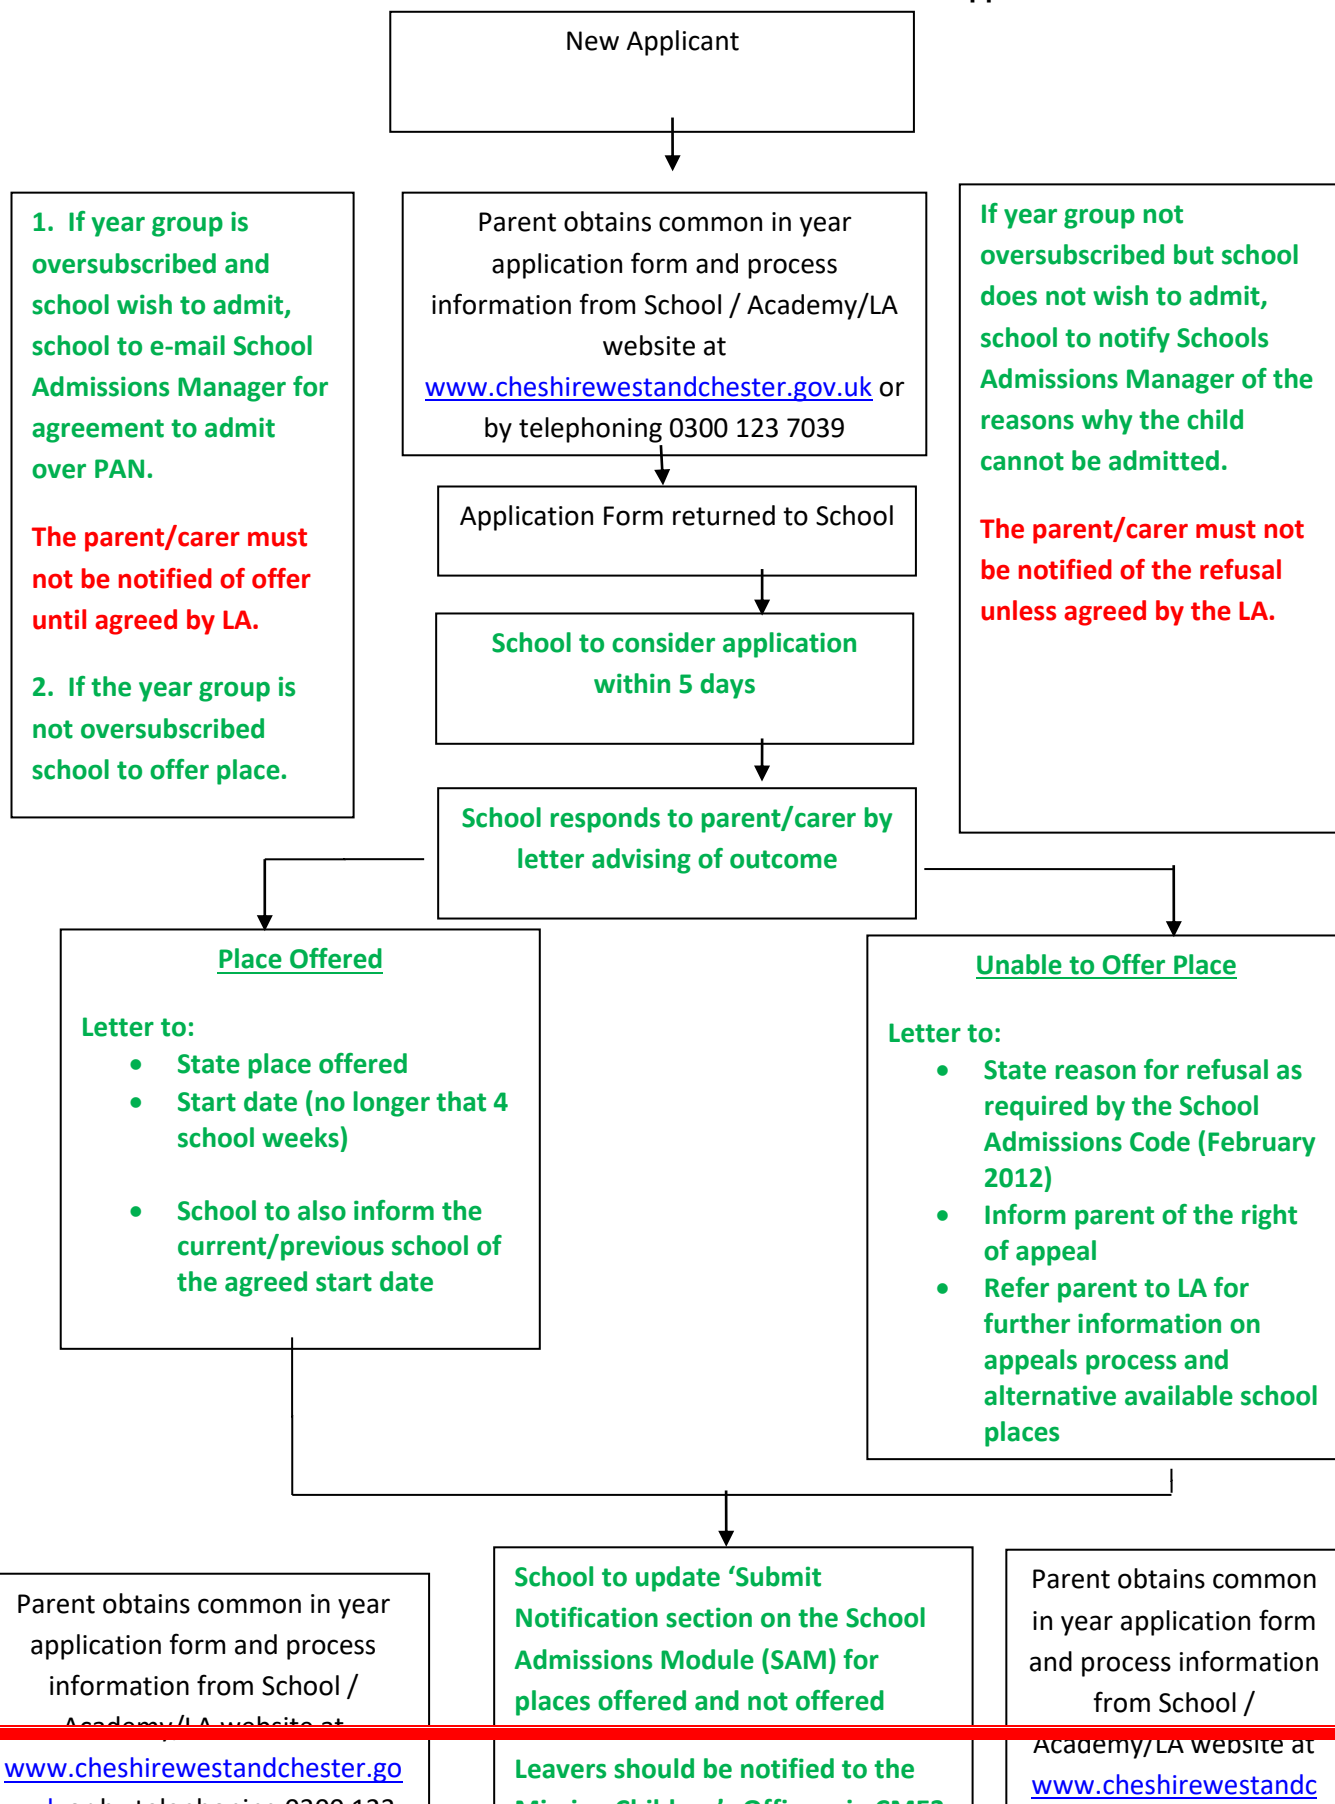 New Applicant
1. If year group is
oversubscribed and
school wish to admit,
school to e-mail School
Admissions Manager for
agreement to admit
over PAN.
The parent/carer must
not be notified of offer
until agreed by LA.
2. If the year group is
not oversubscribed
school to offer place.
Parent obtains common in year
application form and process
information from School / Academy/LA
website at
www.cheshirewestandchester.gov.uk or
by telephoning 0300 123 7039
If year group not
oversubscribed but school
does not wish to admit,
school to notify Schools
Admissions Manager of the
reasons why the child
cannot be admitted.
The parent/carer must not
be notified of the refusal
unless agreed by the LA.
Application Form returned to School
School to consider application
within 5 days
School responds to parent/carer by
letter advising of outcome
Place Offered
Letter to:
• State place offered
• Start date (no longer that 4
school weeks)
• School to also inform the
current/previous school of
the agreed start date
Unable to Offer Place
Letter to:
• State reason for refusal as
required by the School
Admissions Code (February
2012)
• Inform parent of the right
of appeal
• Refer parent to LA for
further information on
appeals process and
alternative available school
places
Parent obtains common in year
application form and process
information from School /
Academy/LA website at
www.cheshirewestandchester.go
School to update ‘Submit
Notification section on the School
Admissions Module (SAM) for
places offered and not offered
Leavers should be notified to the
Parent obtains common
in year application form
and process information
from School /
Academy/LA website at
www.cheshirewestandc